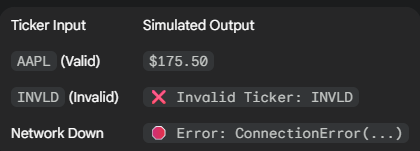 Ticker Input Simulated Output
AAPL (Valid) $175.50
INVLD (Invalid) ❌ Invalid Ticker: INVLD
Network Down 🛑 Error: ConnectionError(...)